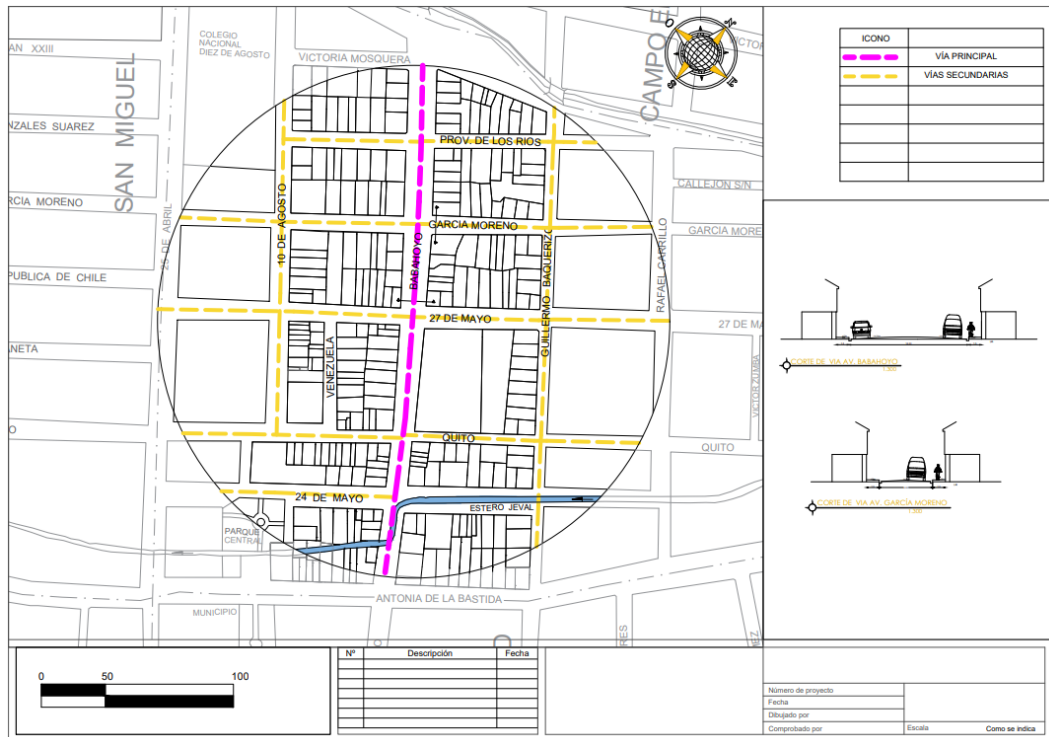 COLEGIO
NACIONAL
DIEZ DE AGOSTO
VICTORIA MOSQUERA
CAMPO E
VICTOR
AN XXIII
SAN MIGUEL
NZALES SUAREZ
PROV. DE LOS RIOS
CALLEJON S/N
RCIA MORENO
25 DE ABRIL
10 DE AGOSTO
BABAHOYO
GARCIA MORENO
GUILLERMO BAQUERIZO
RAFAEL CARRILLO
GARCIA MORE
PUBLICA DE CHILE
27 DE MAYO
27 DE MA
ANETA
VENEZUELA
VICTOR ZUMBA
O
QUITO
QUITO
24 DE MAYO
ESTERO JEVAL
PARQUE
CENTRAL
ANTONIA DE LA BASTIDA
MUNICIPIO
RES
EZ
O
O
N
S
ICONO
VÍA PRINCIPAL
VÍAS SECUNDARIAS
CORTE DE VIA AV. BABAHOYO
CORTE DE VIA AV. GARCÍA MORENO
0 50 100
Nº Descripción Fecha
Número de proyecto
Fecha
Dibujado por
Comprobado por
Escala Como se indica